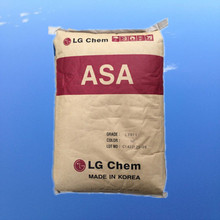 LG Chem
ASA
GRADE
COLOR
LOT NO
LG Chem
MADE IN KOREA